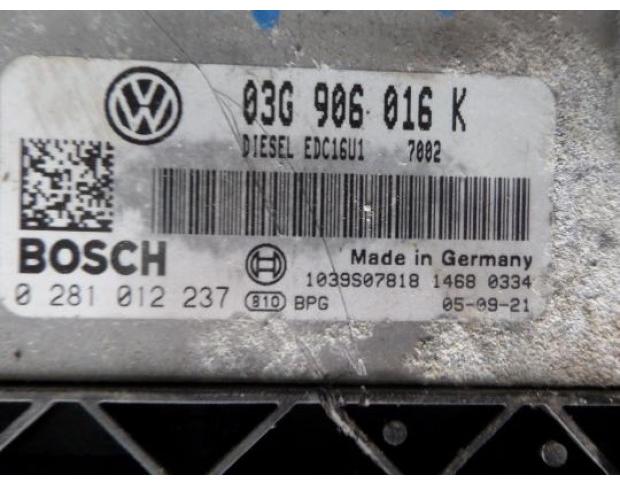 03G 906 016 K
DIESEL EDC16U1 7002
BOSCH
Made in Germany
1039S07818 1468 0334
0 281 012 237
810 BPG
05-09-21